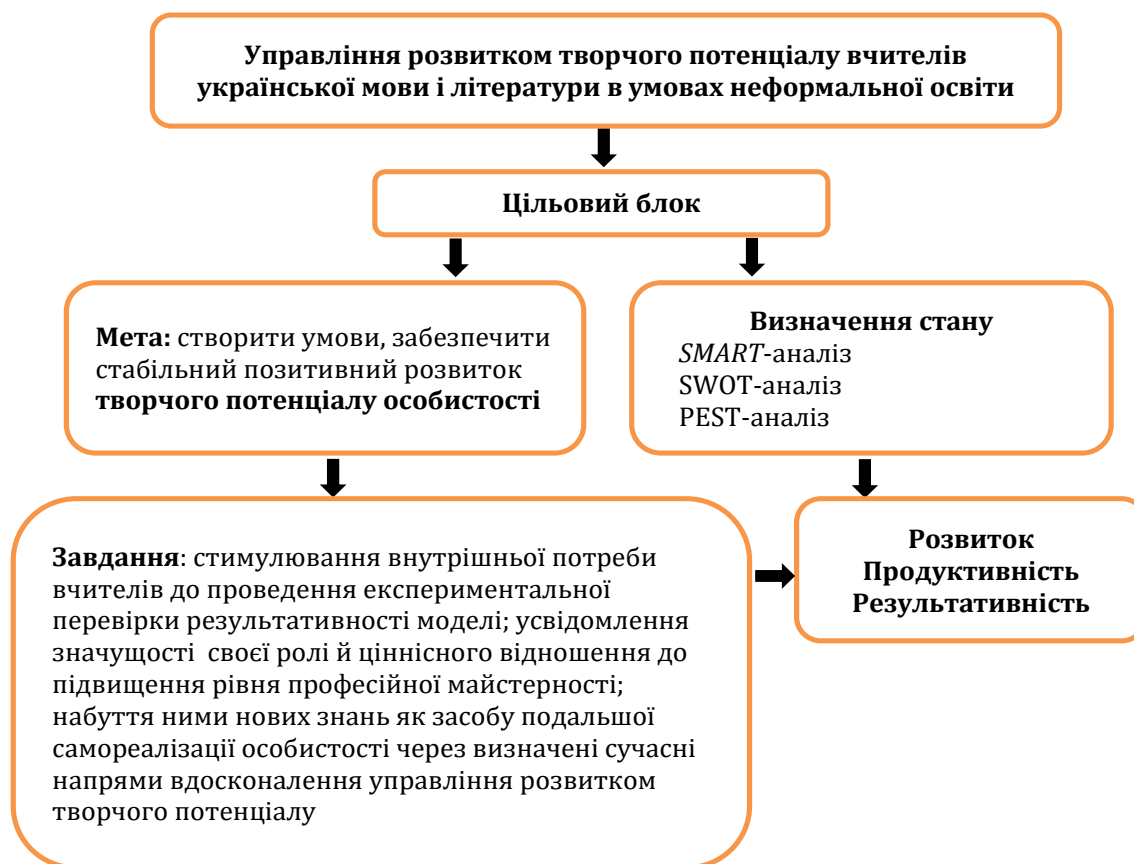 Управління розвитком творчого потенціалу вчителів
української мови і літератури в умовах неформальної освіти
Цільовий блок
Мета: створити умови, забезпечити
стабільний позитивний розвиток
творчого потенціалу особистості
Визначення стану
SMART-аналіз
SWOT-аналіз
PEST-аналіз
Завдання: стимулювання внутрішньої потреби
вчителів до проведення експериментальної
перевірки результативності моделі; усвідомлення
значущості  своєї ролі й ціннісного відношення до
підвищення рівня професійної майстерності;
набуття ними нових знань як засобу подальшої
самореалізації особистості через визначені сучасні
напрями вдосконалення управління розвитком
творчого потенціалу
Розвиток
Продуктивність
Результативність